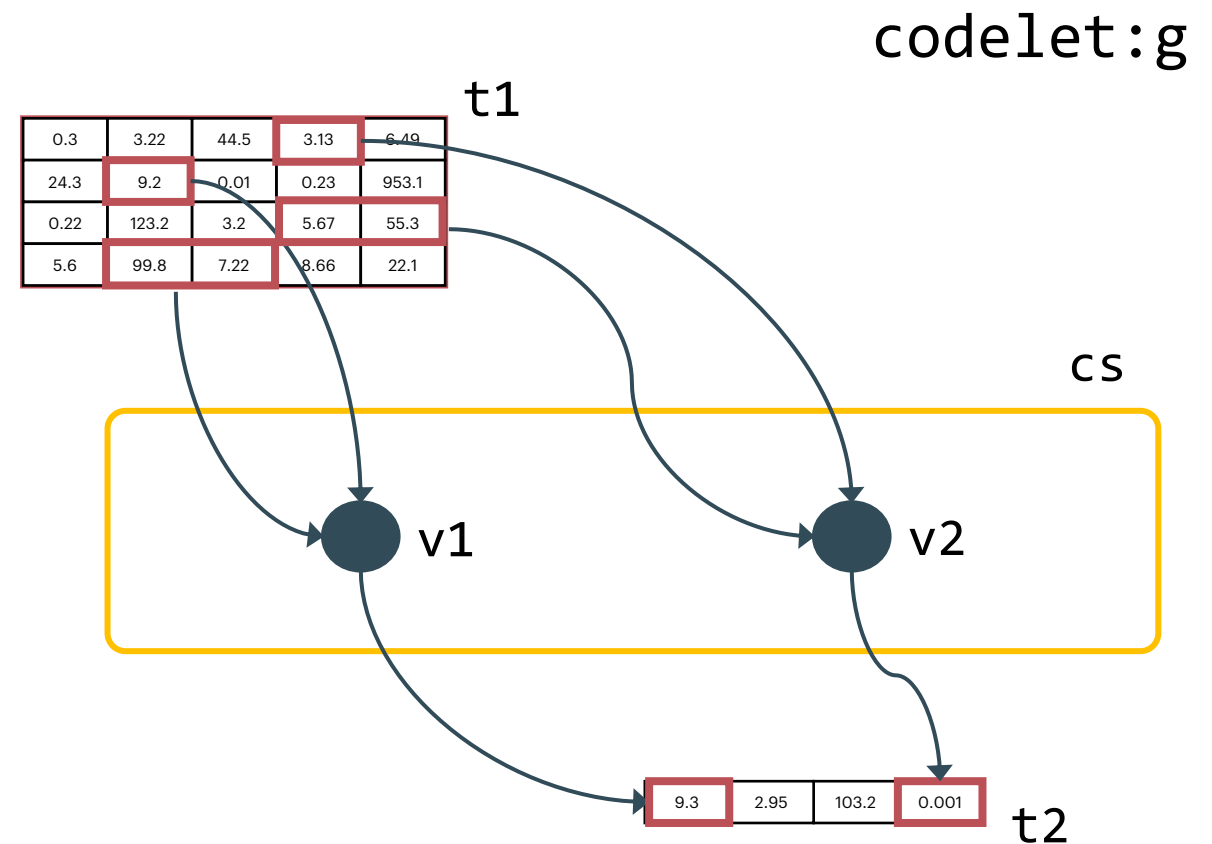 codelet:g
t1
0.3 3.22 44.5 3.13 6.49
24.3 9.2 0.01 0.23 953.1
0.22 123.2 3.2 5.67 55.3
5.6 99.8 7.22 8.66 22.1
cs
v1 v2
9.3 2.95 103.2 0.001
t2